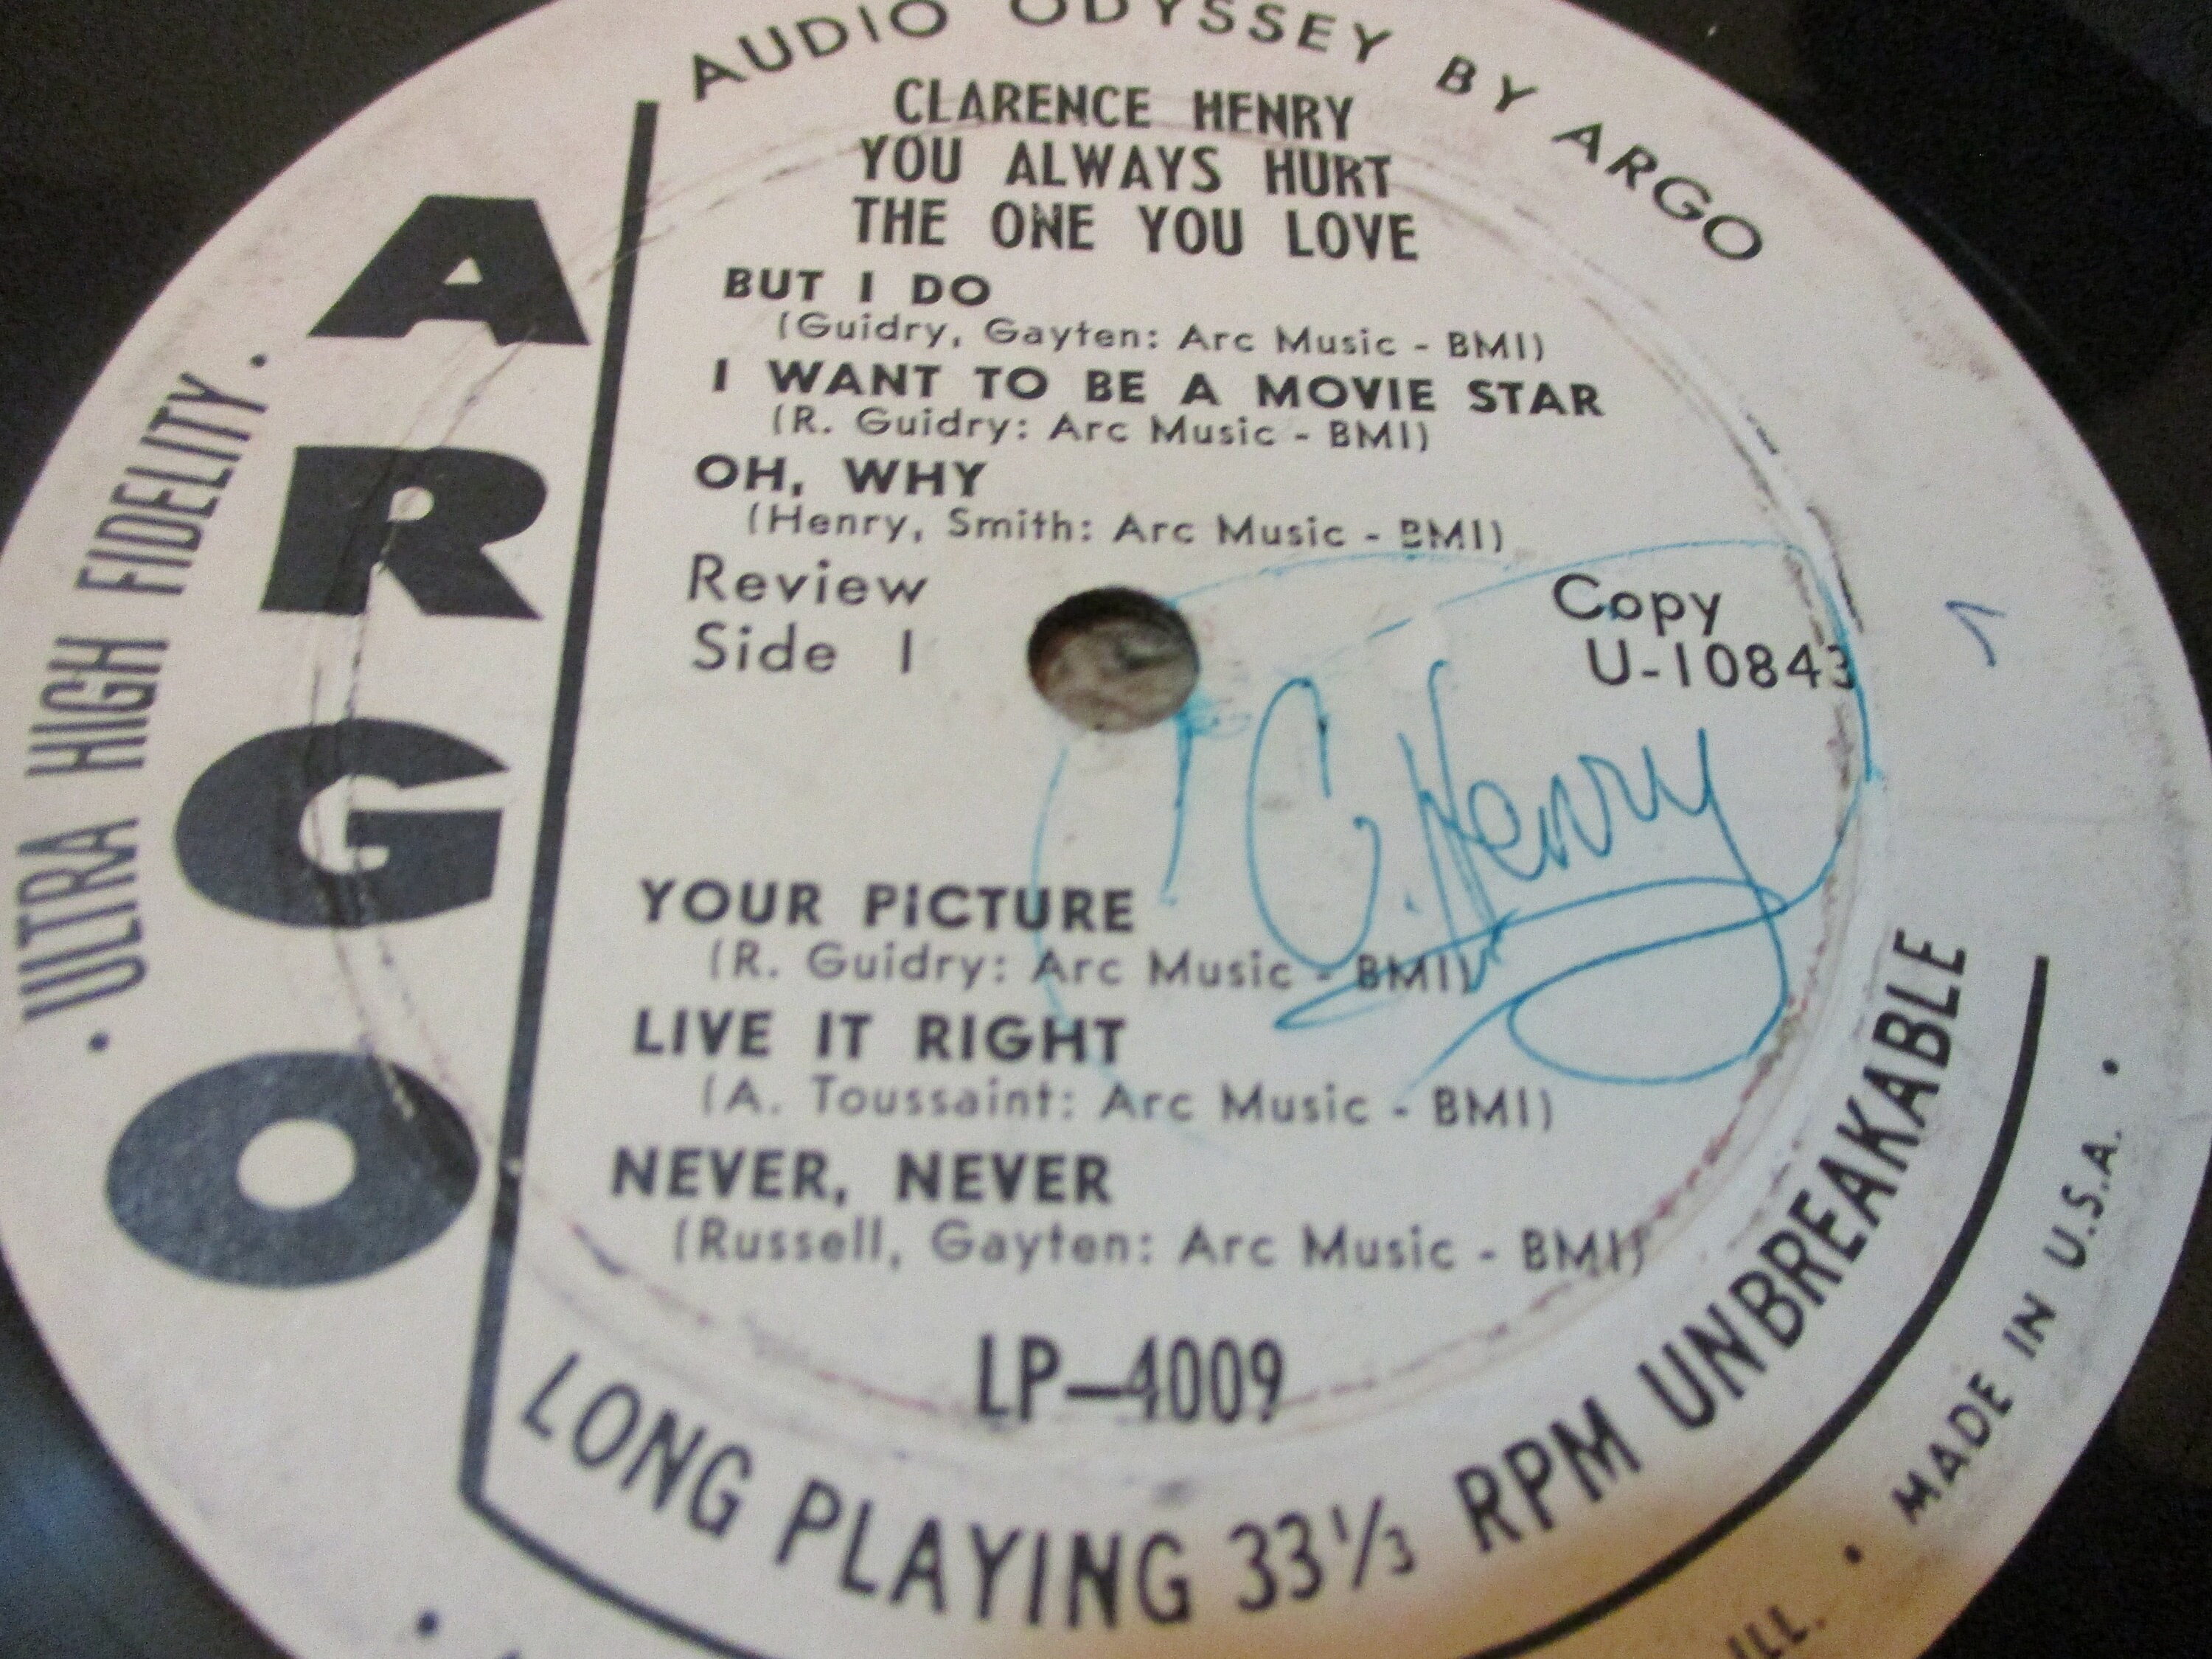 AUDIO ODYSSEY BY ARGO
CLARENCE HENRY
YOU ALWAYS HURT
THE ONE YOU LOVE
BUT I DO
(Guidry, Gayten: Arc Music - BMI)
I WANT TO BE A MOVIE STAR
(R. Guidry: Arc Music - BMI)
OH, WHY
(Henry, Smith: Arc Music - BMI)
Review Copy
Side 1 U-10843
C. Henry
YOUR PICTURE
(R. Guidry: Arc Music - BMI)
LIVE IT RIGHT
(A. Toussaint: Arc Music - BMI)
NEVER, NEVER
(Russell, Gayten: Arc Music - BMI)
LP-4009
LONG PLAYING 33 1/3 RPM UNBREAKABLE
ARGO
• ULTRA HIGH FIDELITY •
ILL. • MADE IN U.S.A. •